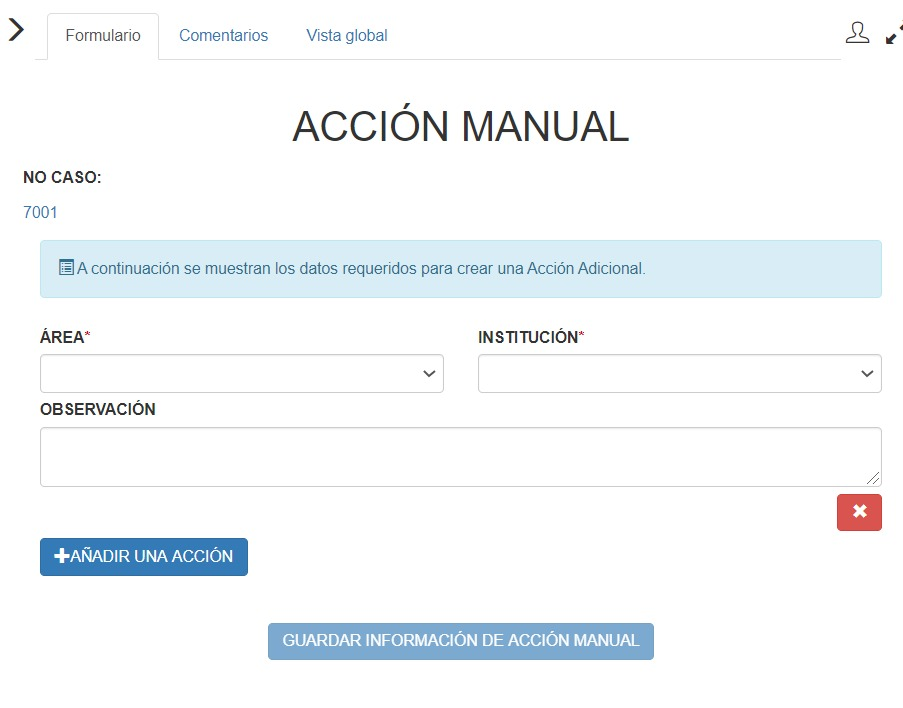 Formulario Comentarios Vista global
ACCIÓN MANUAL
NO CASO:
7001
A continuación se muestran los datos requeridos para crear una Acción Adicional.
ÁREA* INSTITUCIÓN*
OBSERVACIÓN
AÑADIR UNA ACCIÓN
GUARDAR INFORMACIÓN DE ACCIÓN MANUAL